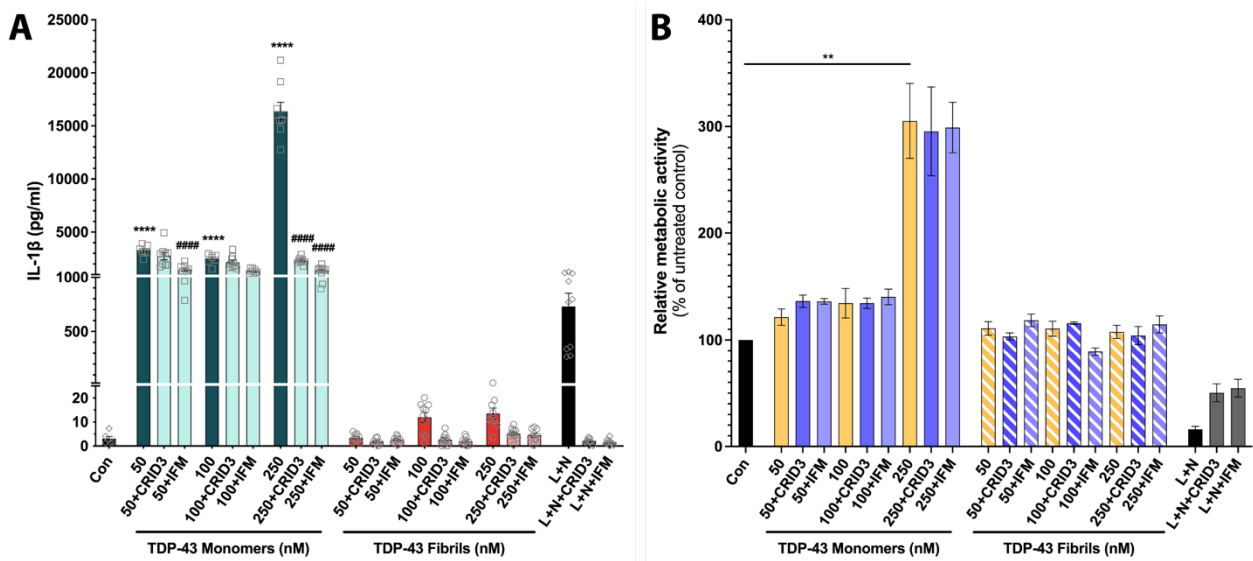 A
IL-1β (pg/ml)
25000
20000
15000
10000
5000
1000
500
20
10
0
****
####
****
****
####
####
Con
50
50+CRID3
50+IFM
100
100+CRID3
100+IFM
250
250+CRID3
250+IFM
50
50+CRID3
50+IFM
100
100+CRID3
100+IFM
250
250+CRID3
250+IFM
L+N
L+N+CRID3
L+N+IFM
TDP-43 Monomers (nM)
TDP-43 Fibrils (nM)
B
Relative metabolic activity
(% of untreated control)
400
300
200
100
0
**
Con
50
50+CRID3
50+IFM
100
100+CRID3
100+IFM
250
250+CRID3
250+IFM
50
50+CRID3
50+IFM
100
100+CRID3
100+IFM
250
250+CRID3
250+IFM
L+N
L+N+CRID3
L+N+IFM
TDP-43 Monomers (nM)
TDP-43 Fibrils (nM)